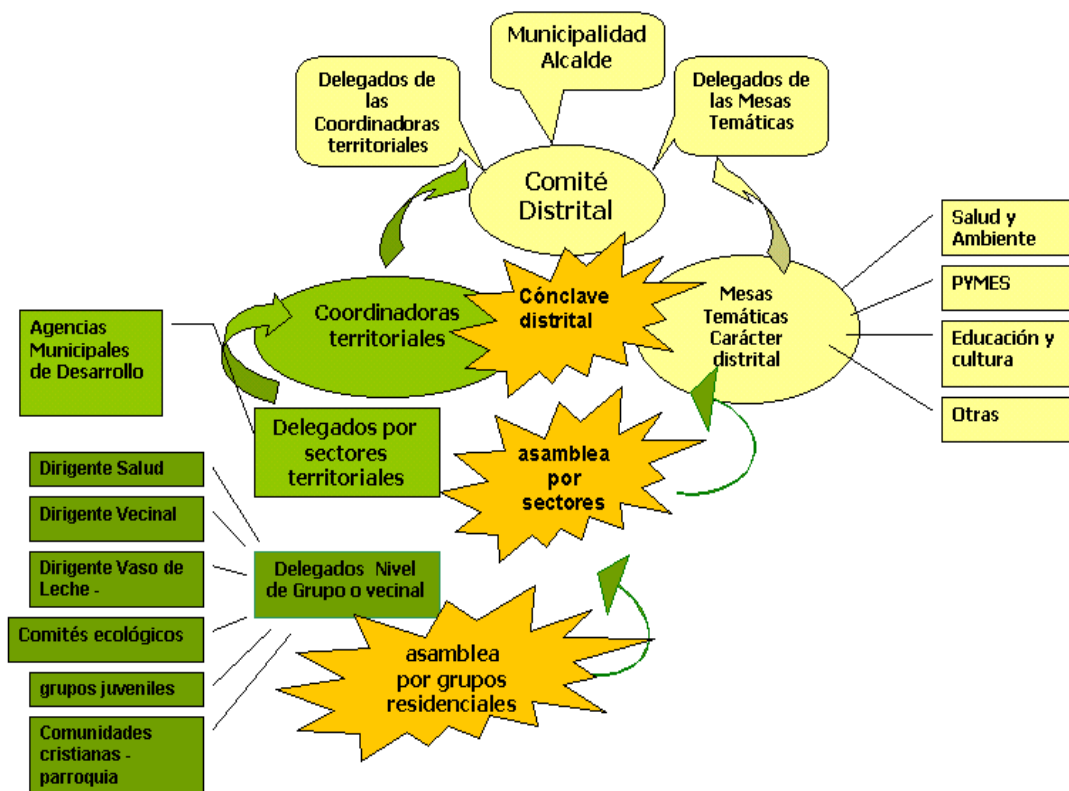 Municipalidad
Alcalde
Delegados de
las
Coordinadoras
territoriales
Delegados de
las Mesas
Temáticas
Comité
Distrital
Salud y
Ambiente
PYMES
Educación y
cultura
Otras
Coordinadoras
territoriales
Cónclave
distrital
Mesas
Temáticas
Carácter
distrital
Agencias
Municipales
de Desarrollo
Delegados por
sectores
territoriales
asamblea
por
sectores
Dirigente Salud
Dirigente Vecinal
Dirigente Vaso de
Leche -
Comités ecológicos
grupos juveniles
Comunidades
cristianas -
parroquia
Delegados Nivel
de Grupo o vecinal
asamblea
por grupos
residenciales